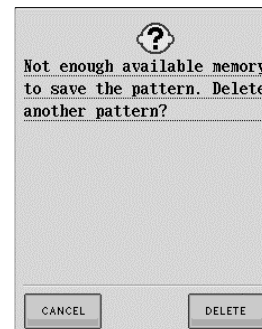 ?
Not enough available memory
to save the pattern. Delete
another pattern?
CANCEL
DELETE